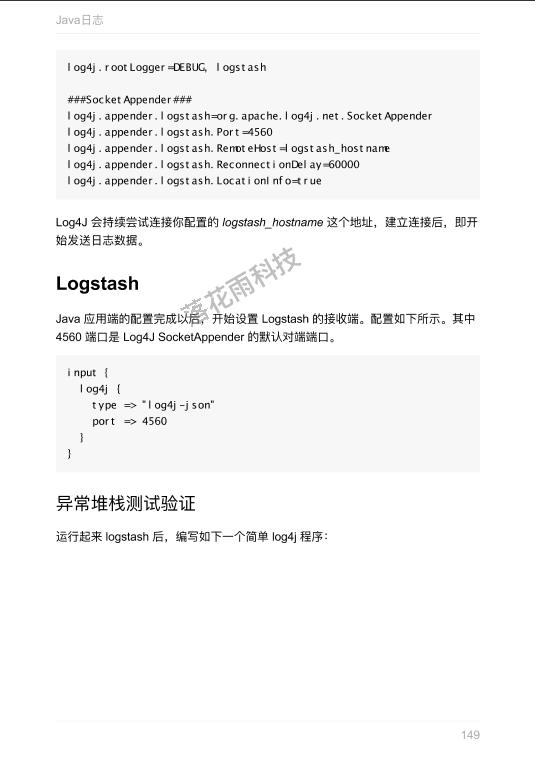 Java日志
log4j.rootLogger=DEBUG, logstash
###SocketAppender###
log4j.appender.logstash=org.apache.log4j.net.SocketAppender
log4j.appender.logstash.Port=4560
log4j.appender.logstash.RemoteHost=logstash_hostname
log4j.appender.logstash.ReconnectionDelay=60000
log4j.appender.logstash.LocationInfo=true
Log4J 会持续尝试连接你配置的 logstash_hostname 这个地址，建立连接后，即开
始发送日志数据。
Logstash
Java 应用端的配置完成以后，开始设置 Logstash 的接收端。配置如下所示。其中
4560 端口是 Log4J SocketAppender 的默认对端端口。
input {
  log4j {
    type => "log4j-json"
    port => 4560
  }
}
异常堆栈测试验证
运行起来 logstash 后，编写如下一个简单 log4j 程序：
落花雨科技
149